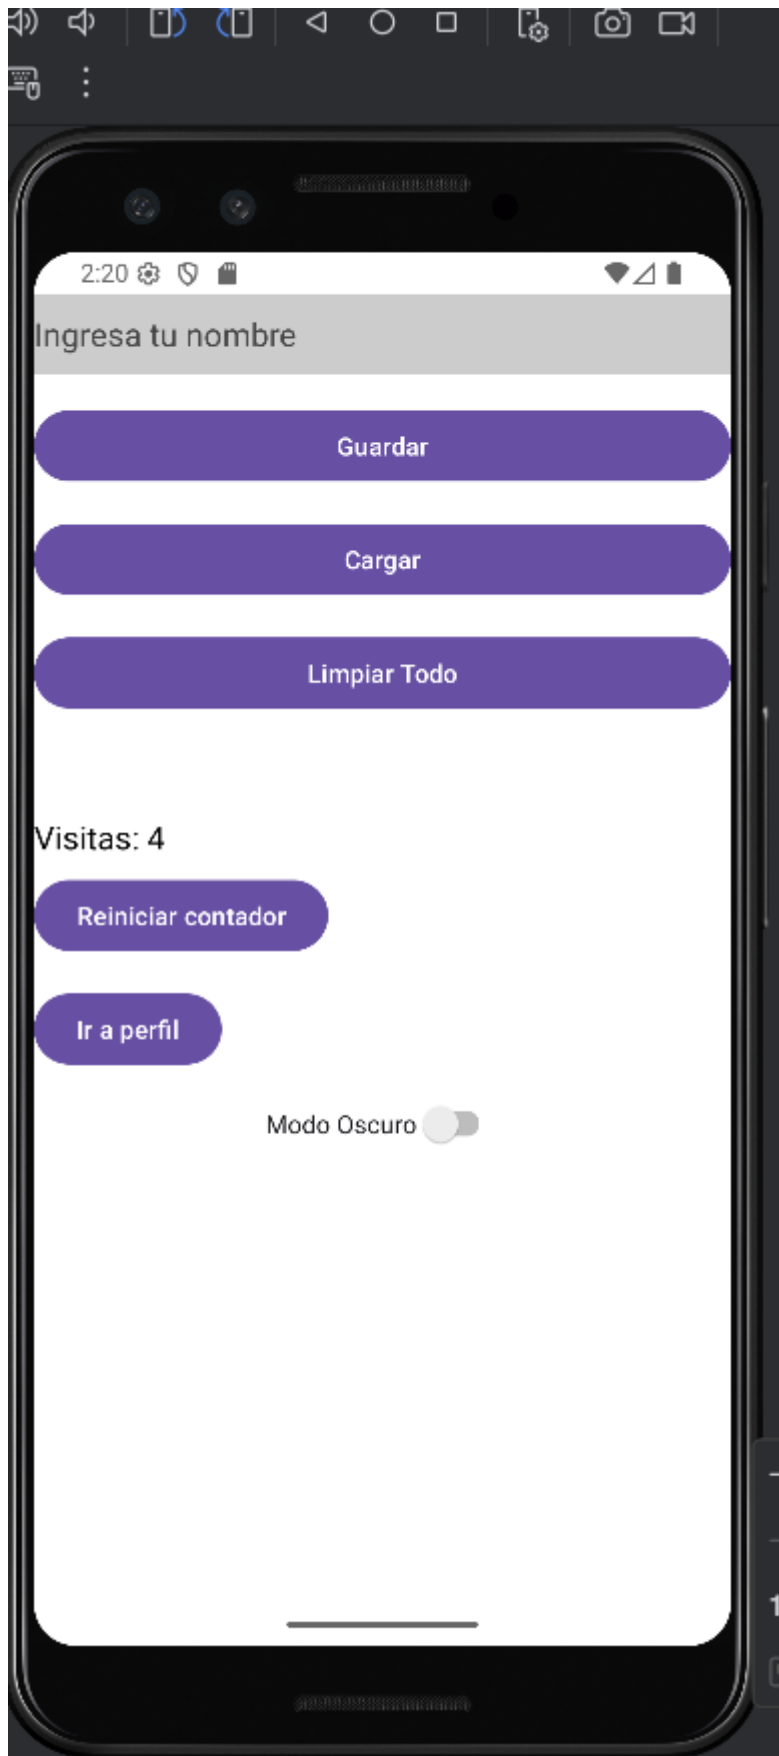 2:20
Ingresa tu nombre
Guardar
Cargar
Limpiar Todo
Visitas: 4
Reiniciar contador
Ir a perfil
Modo Oscuro